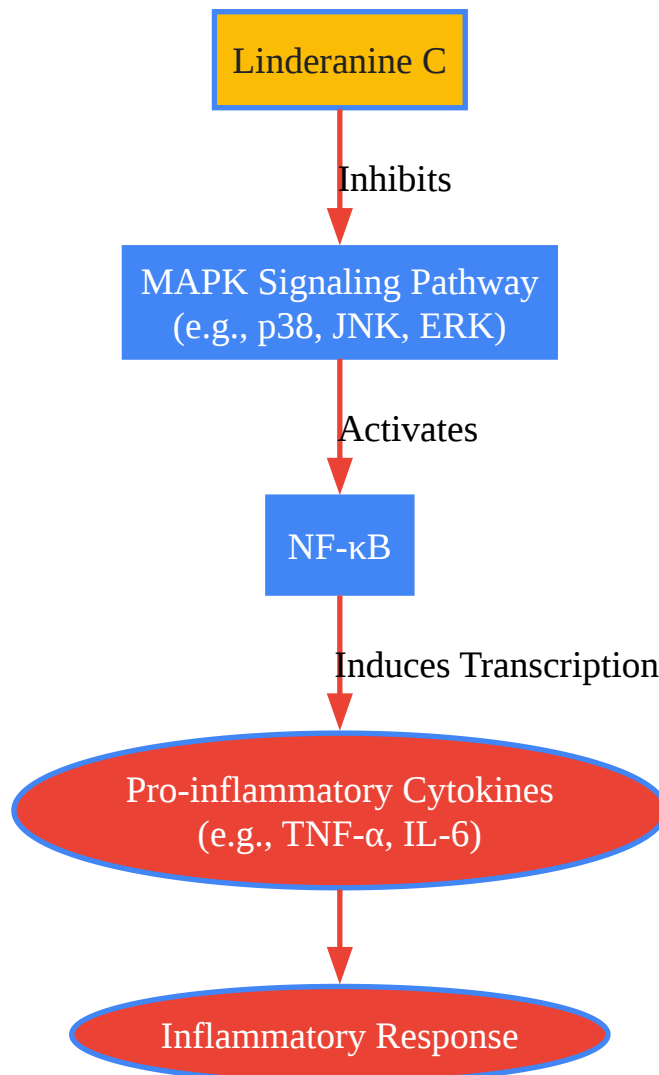 Linderanine C
Inhibits
MAPK Signaling Pathway
(e.g., p38, JNK, ERK)
Activates
NF-κB
Induces Transcription
Pro-inflammatory Cytokines
(e.g., TNF-α, IL-6)
Inflammatory Response